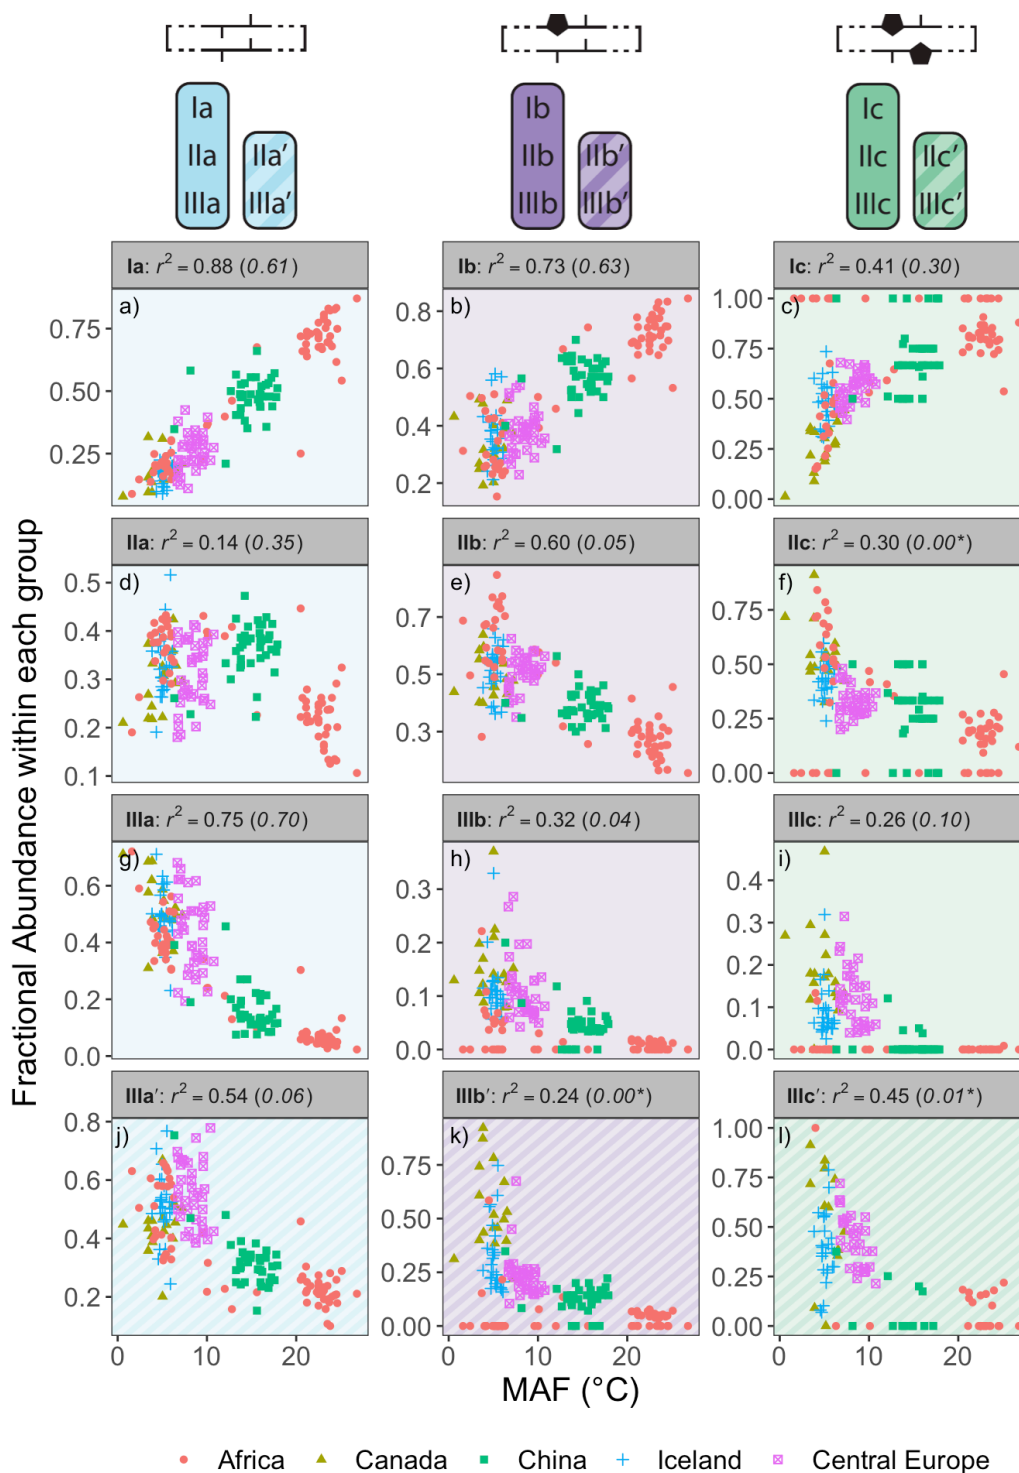 Ia
IIa
IIIa
IIa′
IIIa′
Ib
IIb
IIIb
IIb′
IIIb′
Ic
IIc
IIIc
IIc′
IIIc′
Fractional Abundance within each group
Ia: r² = 0.88 (0.61)
Ib: r² = 0.73 (0.63)
Ic: r² = 0.41 (0.30)
a)
0.75
0.50
0.25
b)
0.8
0.6
0.4
0.2
c)
1.00
0.75
0.50
0.25
0.00
IIa: r² = 0.14 (0.35)
IIb: r² = 0.60 (0.05)
IIc: r² = 0.30 (0.00*)
d)
0.5
0.4
0.3
0.2
0.1
e)
0.7
0.5
0.3
f)
0.75
0.50
0.25
0.00
IIIa: r² = 0.75 (0.70)
IIIb: r² = 0.32 (0.04)
IIIc: r² = 0.26 (0.10)
g)
0.6
0.4
0.2
0.0
h)
0.3
0.2
0.1
0.0
i)
0.4
0.3
0.2
0.1
0.0
IIIa′: r² = 0.54 (0.06)
IIIb′: r² = 0.24 (0.00*)
IIIc′: r² = 0.45 (0.01*)
j)
0.8
0.6
0.4
0.2
k)
0.75
0.50
0.25
0.00
l)
1.00
0.75
0.50
0.25
0.00
0 10 20
0 10 20
0 10 20
MAF (°C)
Africa Canada China Iceland Central Europe